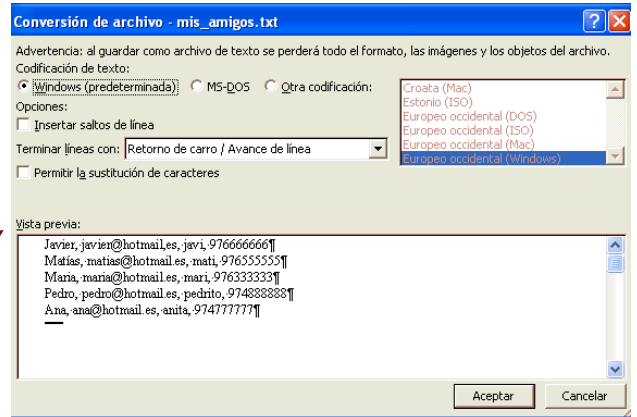 Conversión de archivo - mis_amigos.txt
Advertencia: al guardar como archivo de texto se perderá todo el formato, las imágenes y los objetos del archivo.
Codificación de texto:
Windows (predeterminada) MS-DOS Otra codificación:
Croata (Mac)
Estonio (ISO)
Europeo occidental (DOS)
Europeo occidental (ISO)
Europeo occidental (Mac)
Europeo occidental (Windows)
Opciones:
Insertar saltos de línea
Terminar líneas con: Retorno de carro / Avance de línea
Permitir la sustitución de caracteres
Vista previa:
Javier,·javier@hotmail,es,·javi,·976666666¶
Matías,·matias@hotmail.es,·mati,·976555555¶
Maria,·maria@hotmail.es,·mari,·976333333¶
Pedro,·pedro@hotmail.es,·pedrito,·974888888¶
Ana,·ana@hotmail.es,·anita,·974777777¶
Aceptar Cancelar